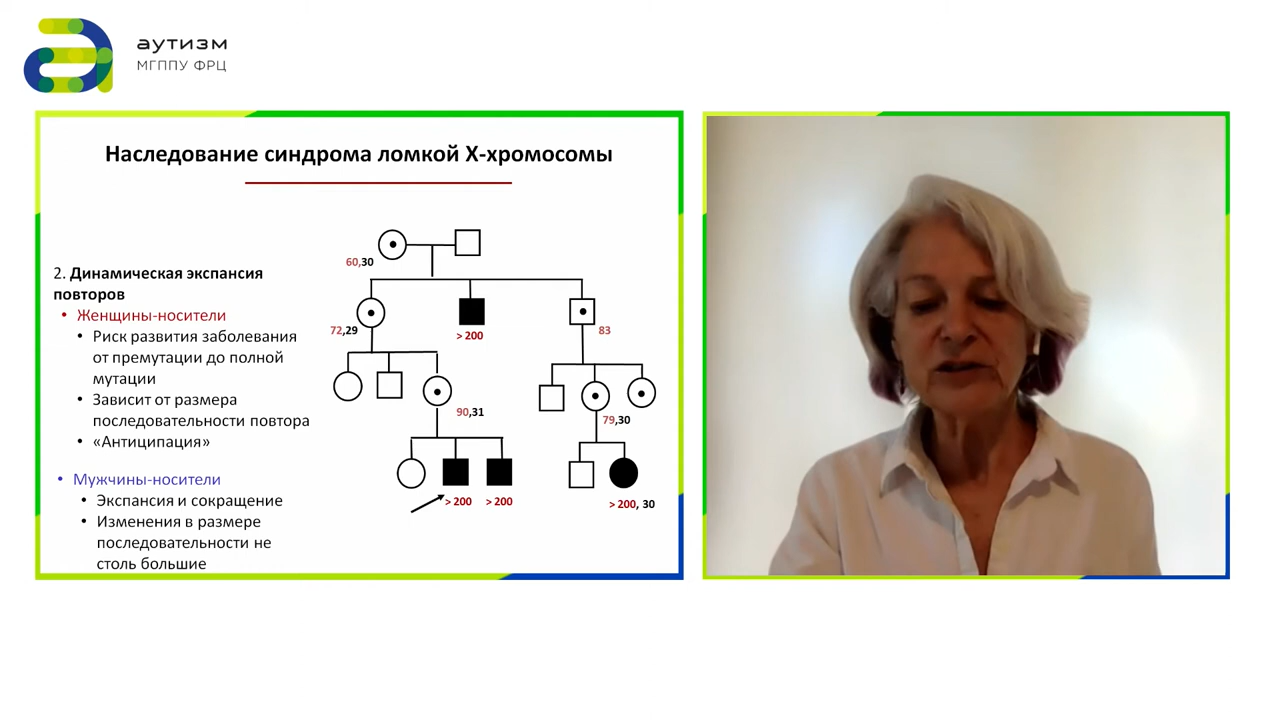 аутизм
МГППУ ФРЦ
Наследование синдрома ломкой Х-хромосомы
2. Динамическая экспансия
повторов
• Женщины-носители
• Риск развития заболевания
от премутации до полной
мутации
• Зависит от размера
последовательности повтора
• «Антиципация»
• Мужчины-носители
• Экспансия и сокращение
• Изменения в размере
последовательности не
столь большие
60,30
72,29
> 200
83
90,31
79,30
> 200
> 200
> 200, 30